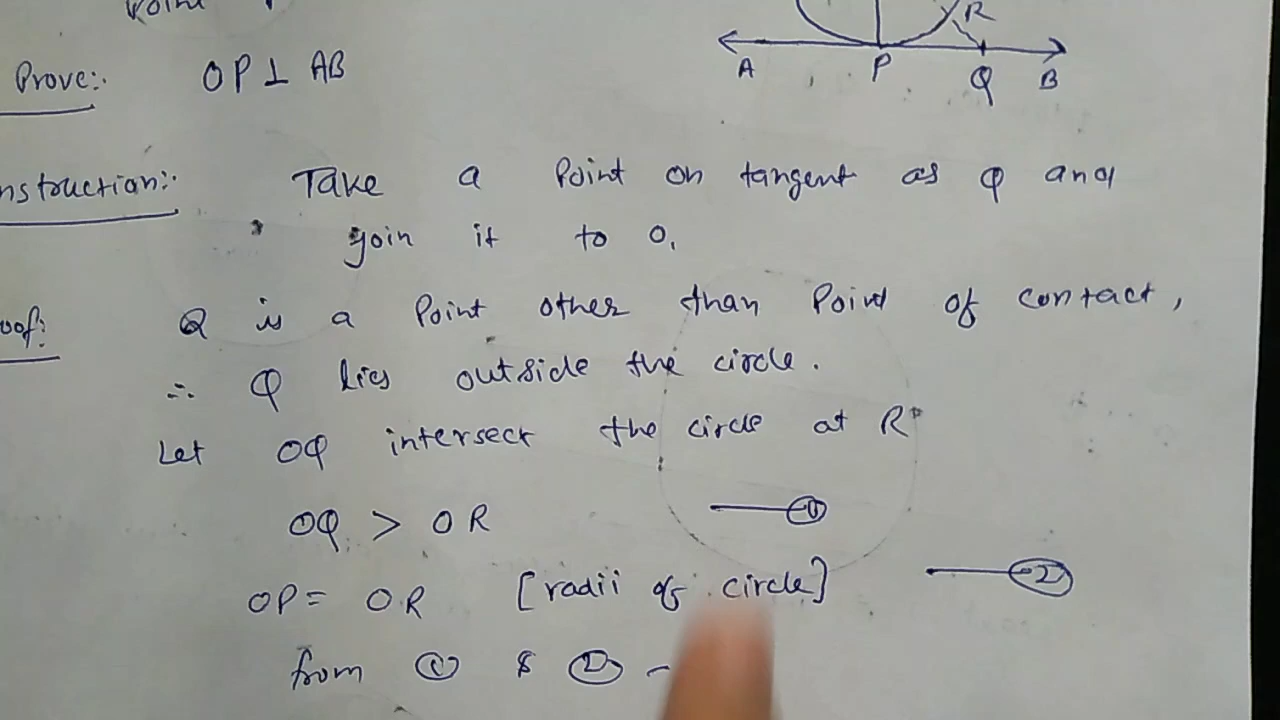 Point
R
A P Q B
Prove:. OP ⊥ AB
nstruction:. Take a Point on tangent as Q and
join it to O.
oof: Q is a Point other than Point of contact,
∴ Q lies outside the circle.
Let OQ intersect the circle at R
OQ > OR —①
OP = OR [radii of circle] —②
from ① & ② -